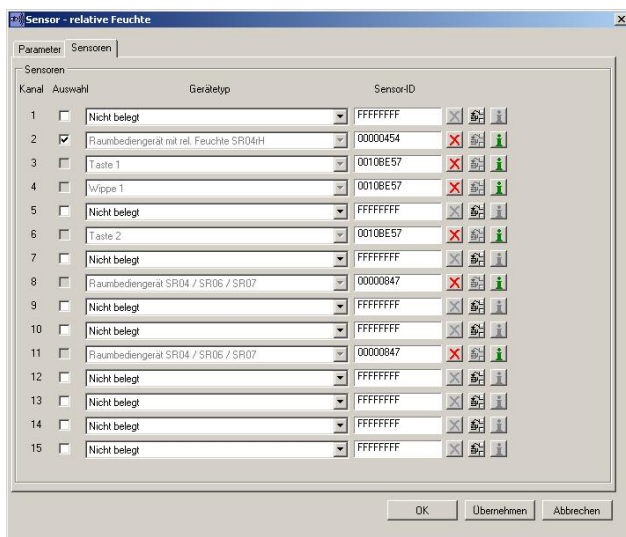 Sensor - relative Feuchte
Parameter Sensoren
Sensoren
Kanal Auswahl Gerätetyp Sensor-ID
1 Nicht belegt FFFFFFFF
2 Raumbediengerät mit rel. Feuchte SR04rH 00000454
3 Taste 1 0010BE57
4 Wippe 1 0010BE57
5 Nicht belegt FFFFFFFF
6 Taste 2 0010BE57
7 Nicht belegt FFFFFFFF
8 Raumbediengerät SR04 / SR06 / SR07 00000847
9 Nicht belegt FFFFFFFF
10 Nicht belegt FFFFFFFF
11 Raumbediengerät SR04 / SR06 / SR07 00000847
12 Nicht belegt FFFFFFFF
13 Nicht belegt FFFFFFFF
14 Nicht belegt FFFFFFFF
15 Nicht belegt FFFFFFFF
OK Übernehmen Abbrechen